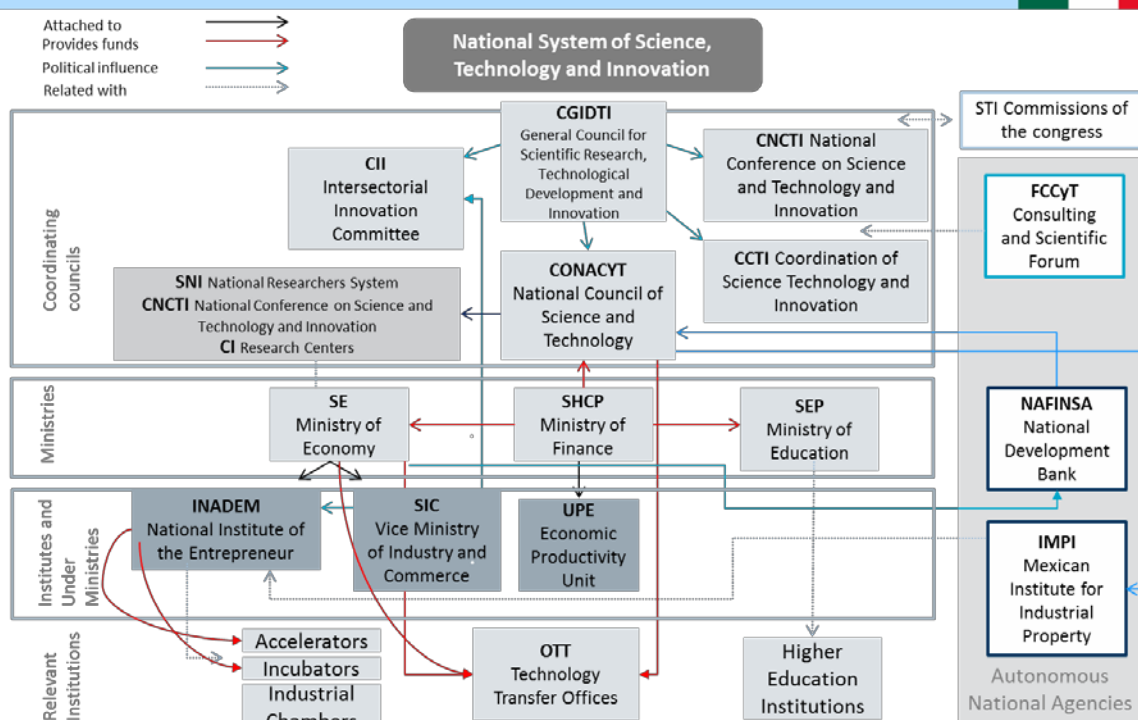 Attached to
Provides funds
Political influence
Related with
National System of Science,
Technology and Innovation
Coordinating
councils
CGIDTI
General Council for
Scientific Research,
Technological
Development and
Innovation
CII
Intersectorial
Innovation
Committee
CNCTI National
Conference on Science
and Technology and
Innovation
CCTI Coordination of
Science Technology and
Innovation
SNI National Researchers System
CNCTI National Conference on Science and
Technology and Innovation
CI Research Centers
CONACYT
National Council of
Science and
Technology
STI Commissions of
the congress
FCCyT
Consulting
and Scientific
Forum
Ministries
SE
Ministry of
Economy
SHCP
Ministry of
Finance
SEP
Ministry of
Education
NAFINSA
National
Development
Bank
Institutes and
Under
Ministries
INADEM
National Institute of
the Entrepreneur
SIC
Vice Ministry
of Industry and
Commerce
UPE
Economic
Productivity
Unit
IMPI
Mexican
Institute for
Industrial
Property
Relevant
Institutions
Accelerators
Incubators
Industrial
Chambers
OTT
Technology
Transfer Offices
Higher
Education
Institutions
Autonomous
National Agencies